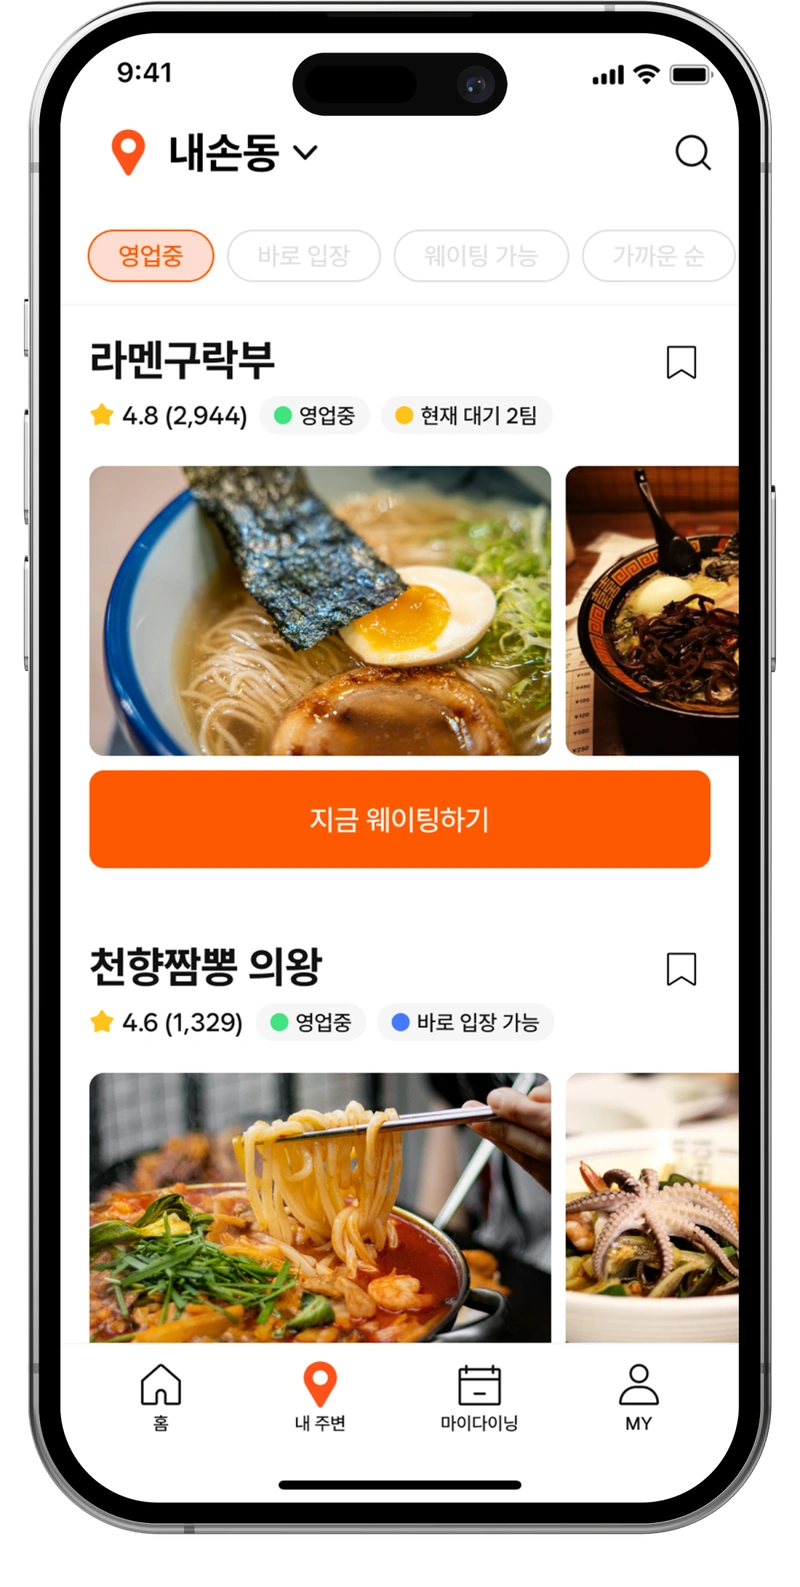 9:41
내손동
영업중 바로 입장 웨이팅 가능 가까운 순
라멘구락부
4.8 (2,944) 영업중 현재 대기 2팀
지금 웨이팅하기
천향짬뽕 의왕
4.6 (1,329) 영업중 바로 입장 가능
홈 내 주변 마이다이닝 MY